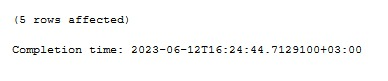 (5 rows affected)
Completion time: 2023-06-12T16:24:44.7129100+03:00